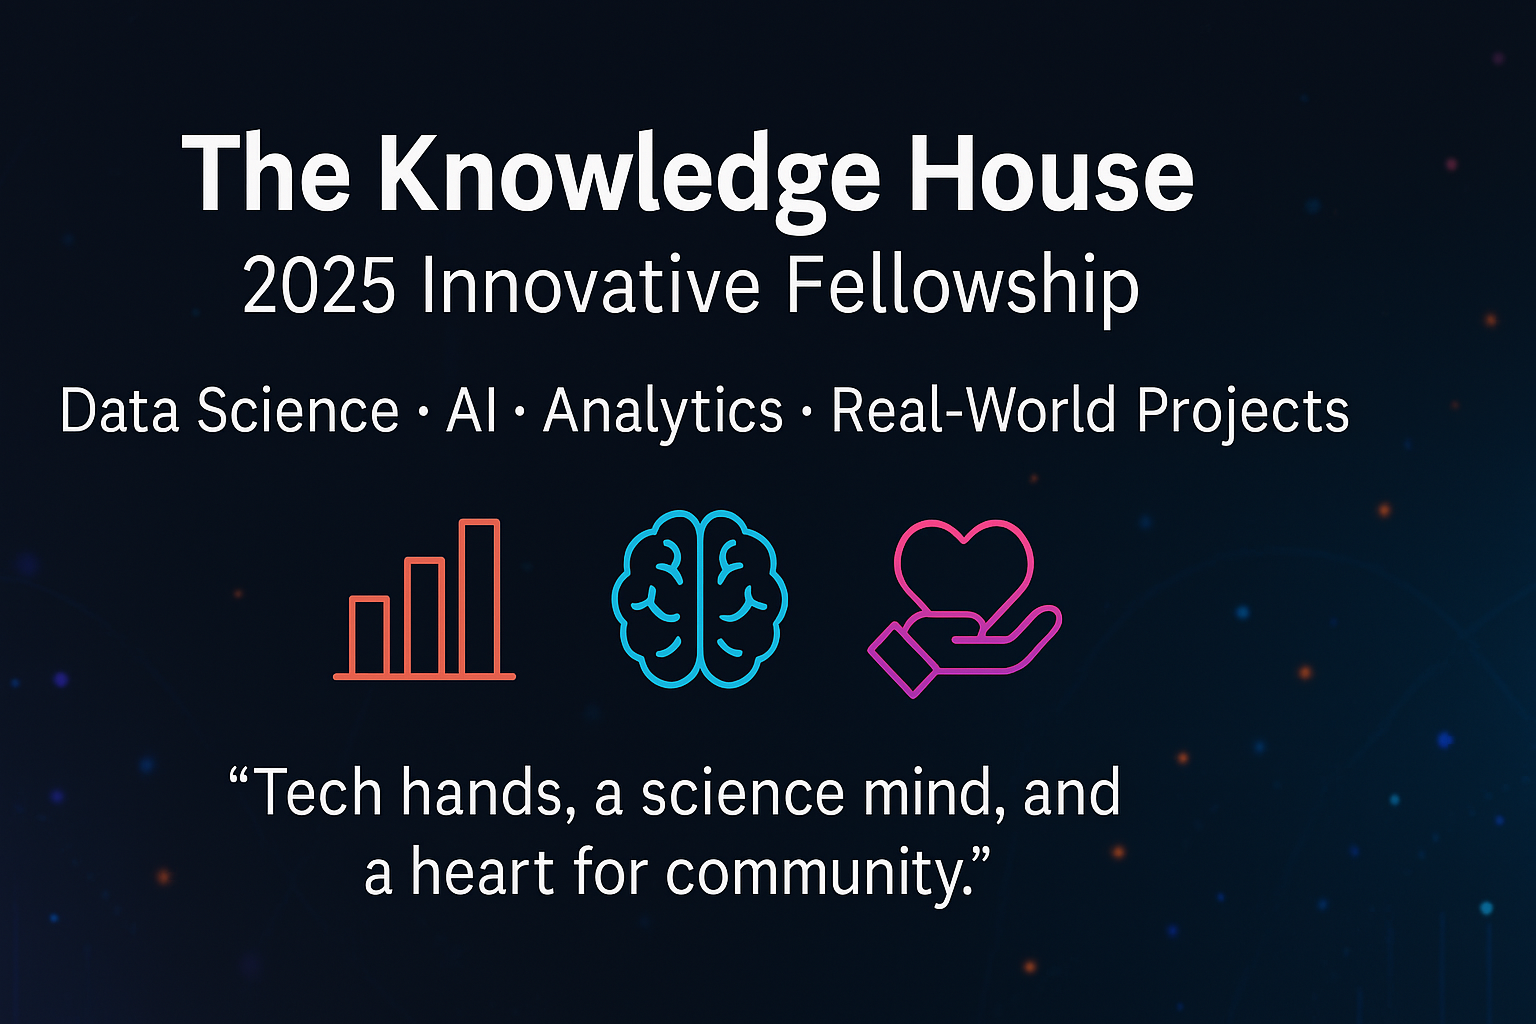 The Knowledge House
2025 Innovative Fellowship
Data Science · AI · Analytics · Real-World Projects
“Tech hands, a science mind, and
a heart for community.”